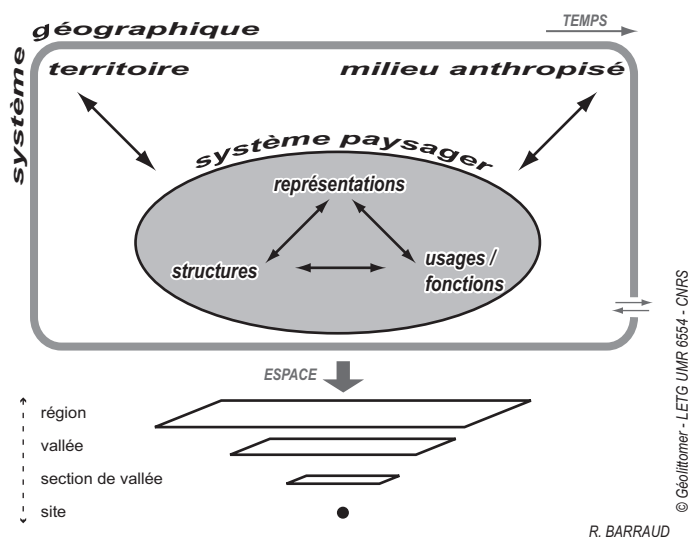 géographique
TEMPS
système
territoire
milieu anthropisé
système paysager
représentations
structures
usages /
fonctions
ESPACE
région
vallée
section de vallée
site
© Géolittomer - LETG UMR 6554 - CNRS
R. BARRAUD